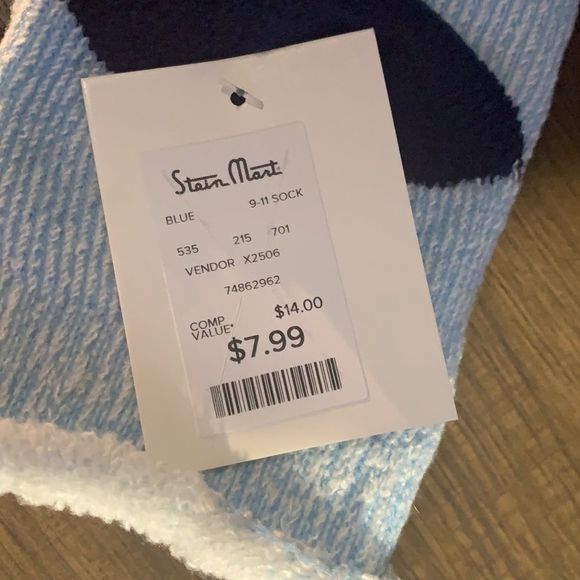 Stein Mart
BLUE 9-11 SOCK
535 215 701
VENDOR X2506
74862962
COMP VALUE* $14.00
$7.99